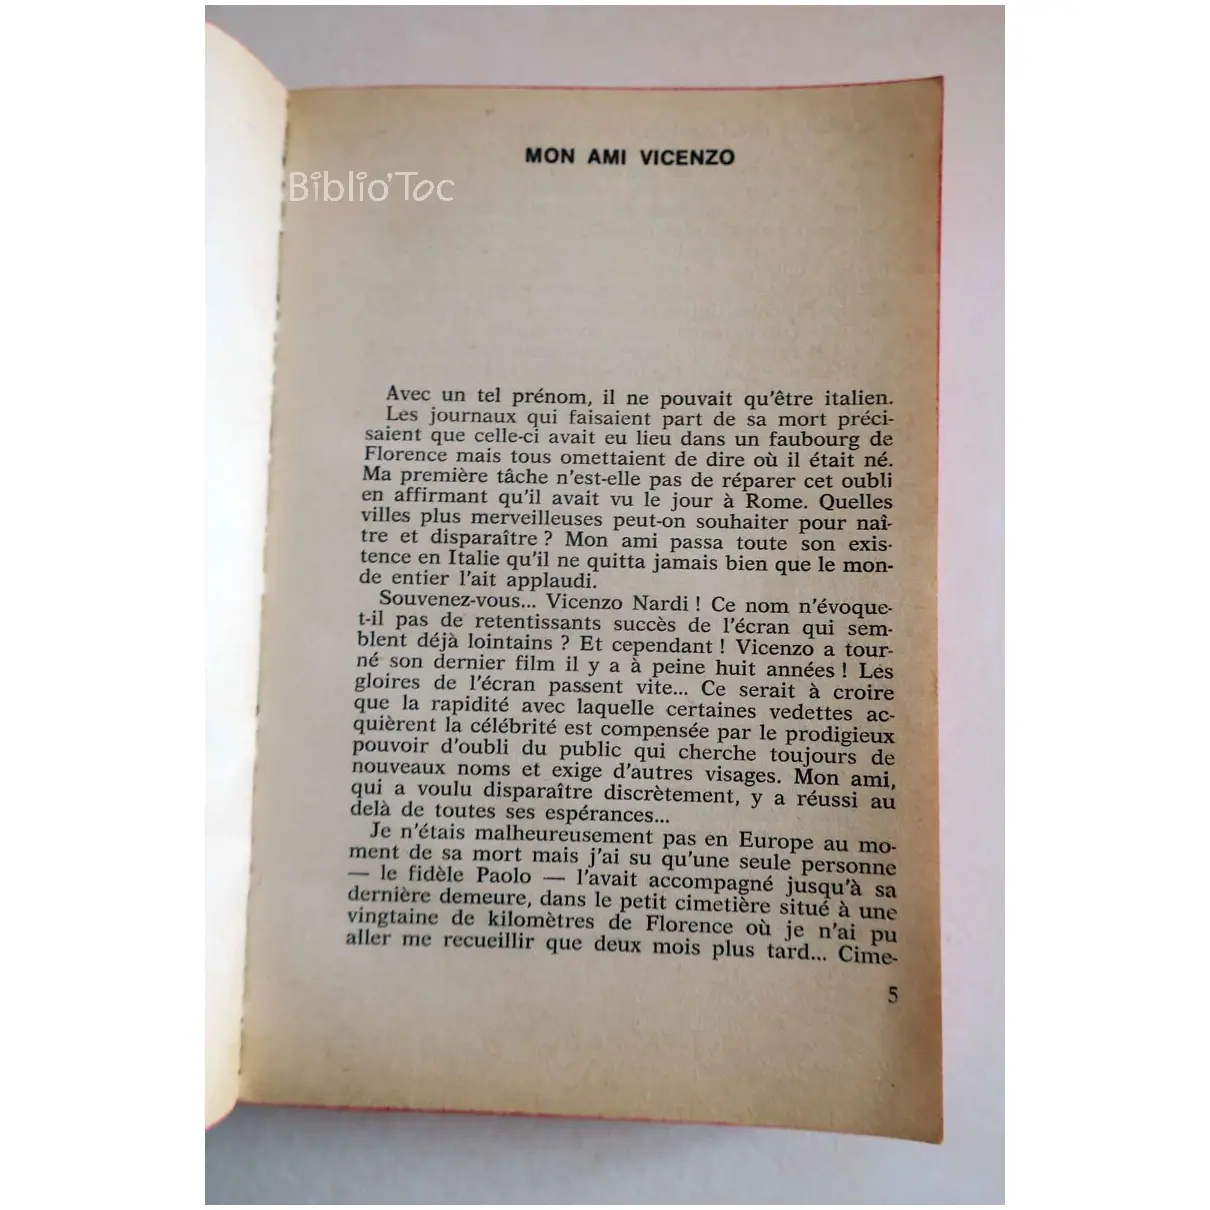 MON AMI VICENZO
Biblio'Toc
Avec un tel prénom, il ne pouvait qu'être italien.
Les journaux qui faisaient part de sa mort préci-
saient que celle-ci avait eu lieu dans un faubourg de
Florence mais tous omettaient de dire où il était né.
Ma première tâche n'est-elle pas de réparer cet oubli
en affirmant qu'il avait vu le jour à Rome. Quelles
villes plus merveilleuses peut-on souhaiter pour naî-
tre et disparaître ? Mon ami passa toute son exis-
tence en Italie qu'il ne quitta jamais bien que le mon-
de entier l'ait applaudi.
Souvenez-vous... Vicenzo Nardi ! Ce nom n'évoque-
t-il pas de retentissants succès de l'écran qui sem-
blent déjà lointains ? Et cependant ! Vicenzo a tour-
né son dernier film il y a à peine huit années ! Les
gloires de l'écran passent vite... Ce serait à croire
que la rapidité avec laquelle certaines vedettes ac-
quièrent la célébrité est compensée par le prodigieux
pouvoir d'oubli du public qui cherche toujours de
nouveaux noms et exige d'autres visages. Mon ami,
qui a voulu disparaître discrètement, y a réussi au
delà de toutes ses espérances...
Je n'étais malheureusement pas en Europe au mo-
ment de sa mort mais j'ai su qu'une seule personne
— le fidèle Paolo — l'avait accompagné jusqu'à sa
dernière demeure, dans le petit cimetière situé à une
vingtaine de kilomètres de Florence où je n'ai pu
aller me recueillir que deux mois plus tard... Cime-
5